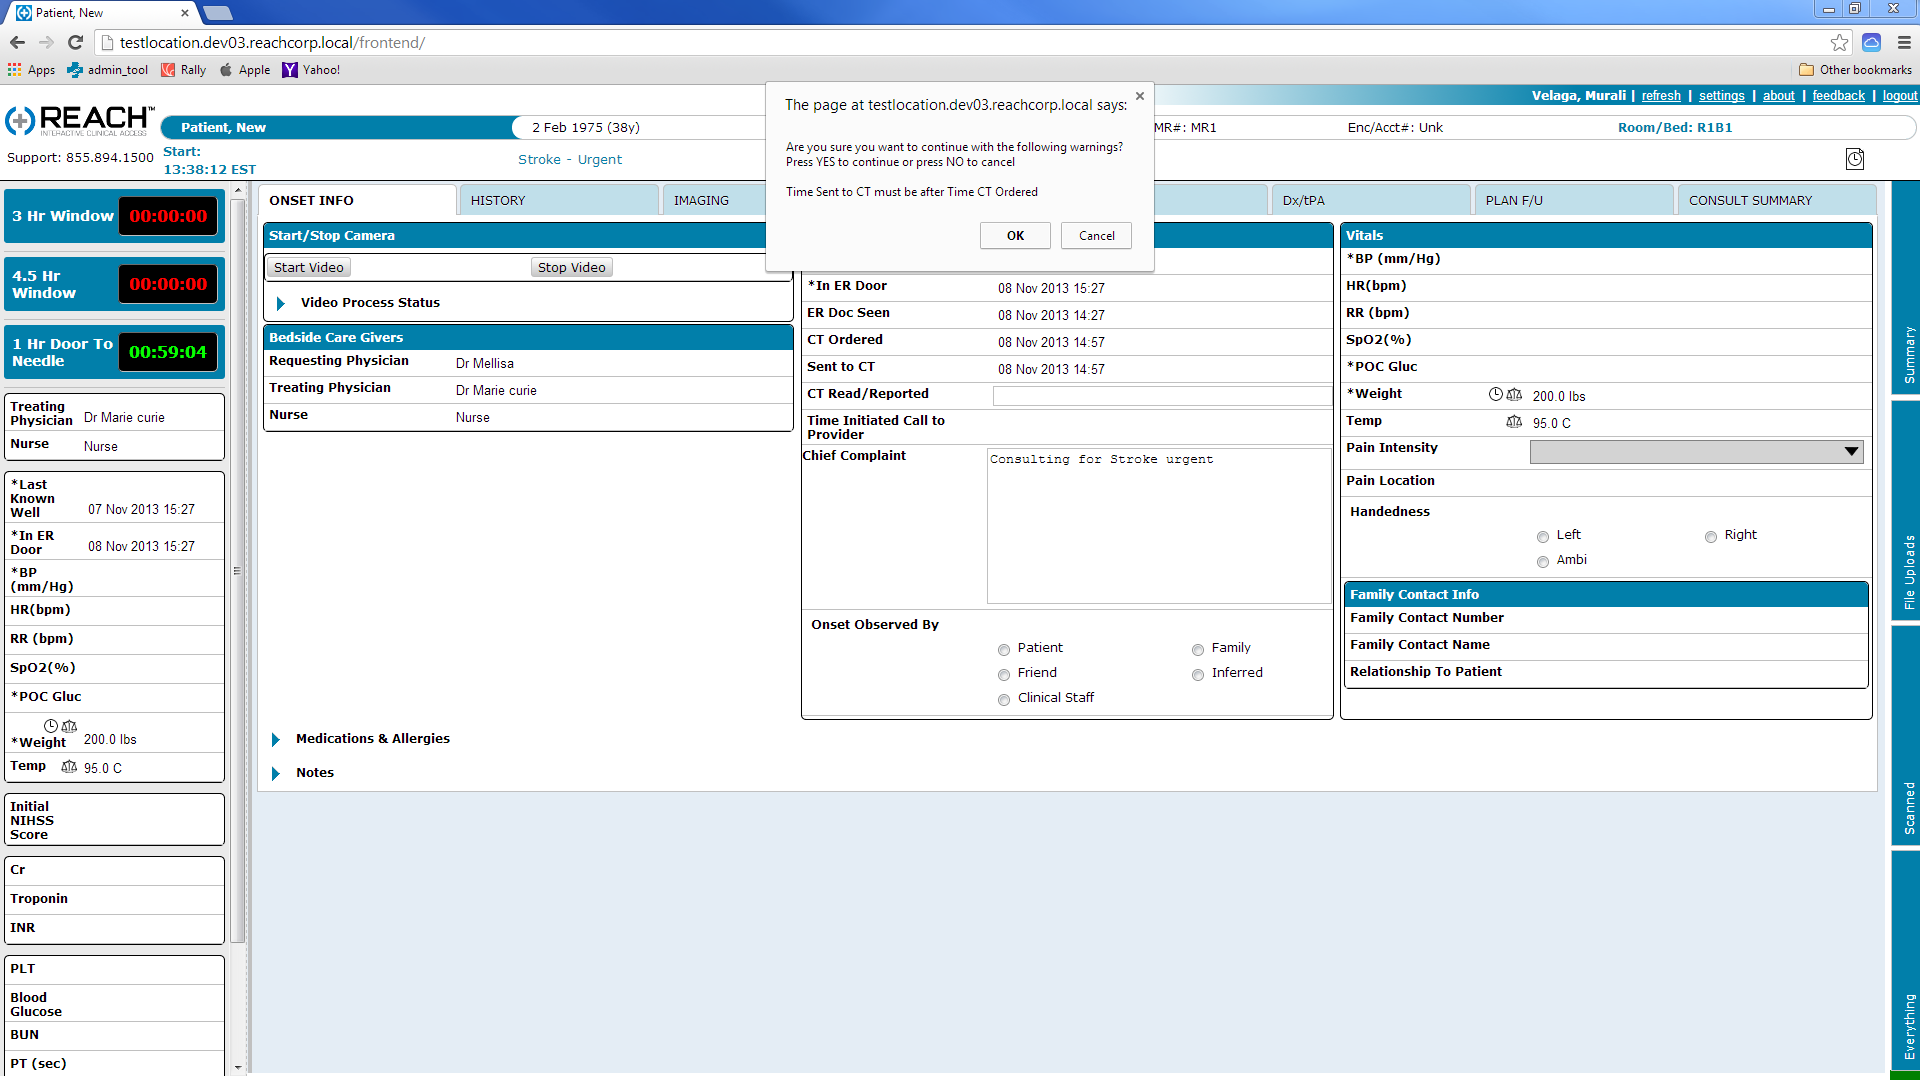 Patient, New
testlocation.dev03.reachcorp.local/frontend/
Apps admin_tool Rally Apple Yahoo! Other bookmarks
The page at testlocation.dev03.reachcorp.local says:
Are you sure you want to continue with the following warnings?
Press YES to continue or press NO to cancel
Time Sent to CT must be after Time CT Ordered
OK Cancel
Velaga, Murali | refresh | settings | about | feedback | logout
REACH™
INTERACTIVE CLINICAL ACCESS
Support: 855.894.1500
Patient, New 2 Feb 1975 (38y) MR#: MR1 Enc/Acct#: Unk Room/Bed: R1B1
Start:
13:38:12 EST
Stroke - Urgent
3 Hr Window 00:00:00
4.5 Hr
Window 00:00:00
1 Hr Door To
Needle 00:59:04
Treating
Physician Dr Marie curie
Nurse Nurse
*Last
Known
Well 07 Nov 2013 15:27
*In ER
Door 08 Nov 2013 15:27
*BP
(mm/Hg)
HR(bpm)
RR (bpm)
SpO2(%)
*POC Gluc
*Weight 200.0 lbs
Temp 95.0 C
Initial
NIHSS
Score
Cr
Troponin
INR
PLT
Blood
Glucose
BUN
PT (sec)
ONSET INFO HISTORY IMAGING Dx/tPA PLAN F/U CONSULT SUMMARY
Start/Stop Camera
Start Video Stop Video
Video Process Status
Bedside Care Givers
Requesting Physician Dr Mellisa
Treating Physician Dr Marie curie
Nurse Nurse
*In ER Door 08 Nov 2013 15:27
ER Doc Seen 08 Nov 2013 14:27
CT Ordered 08 Nov 2013 14:57
Sent to CT 08 Nov 2013 14:57
CT Read/Reported
Time Initiated Call to
Provider
Chief Complaint Consulting for Stroke urgent
Onset Observed By
Patient Family
Friend Inferred
Clinical Staff
Vitals
*BP (mm/Hg)
HR(bpm)
RR (bpm)
SpO2(%)
*POC Gluc
*Weight 200.0 lbs
Temp 95.0 C
Pain Intensity
Pain Location
Handedness
Left Right
Ambi
Family Contact Info
Family Contact Number
Family Contact Name
Relationship To Patient
Medications & Allergies
Notes
Summary
File Uploads
Scanned
Everything